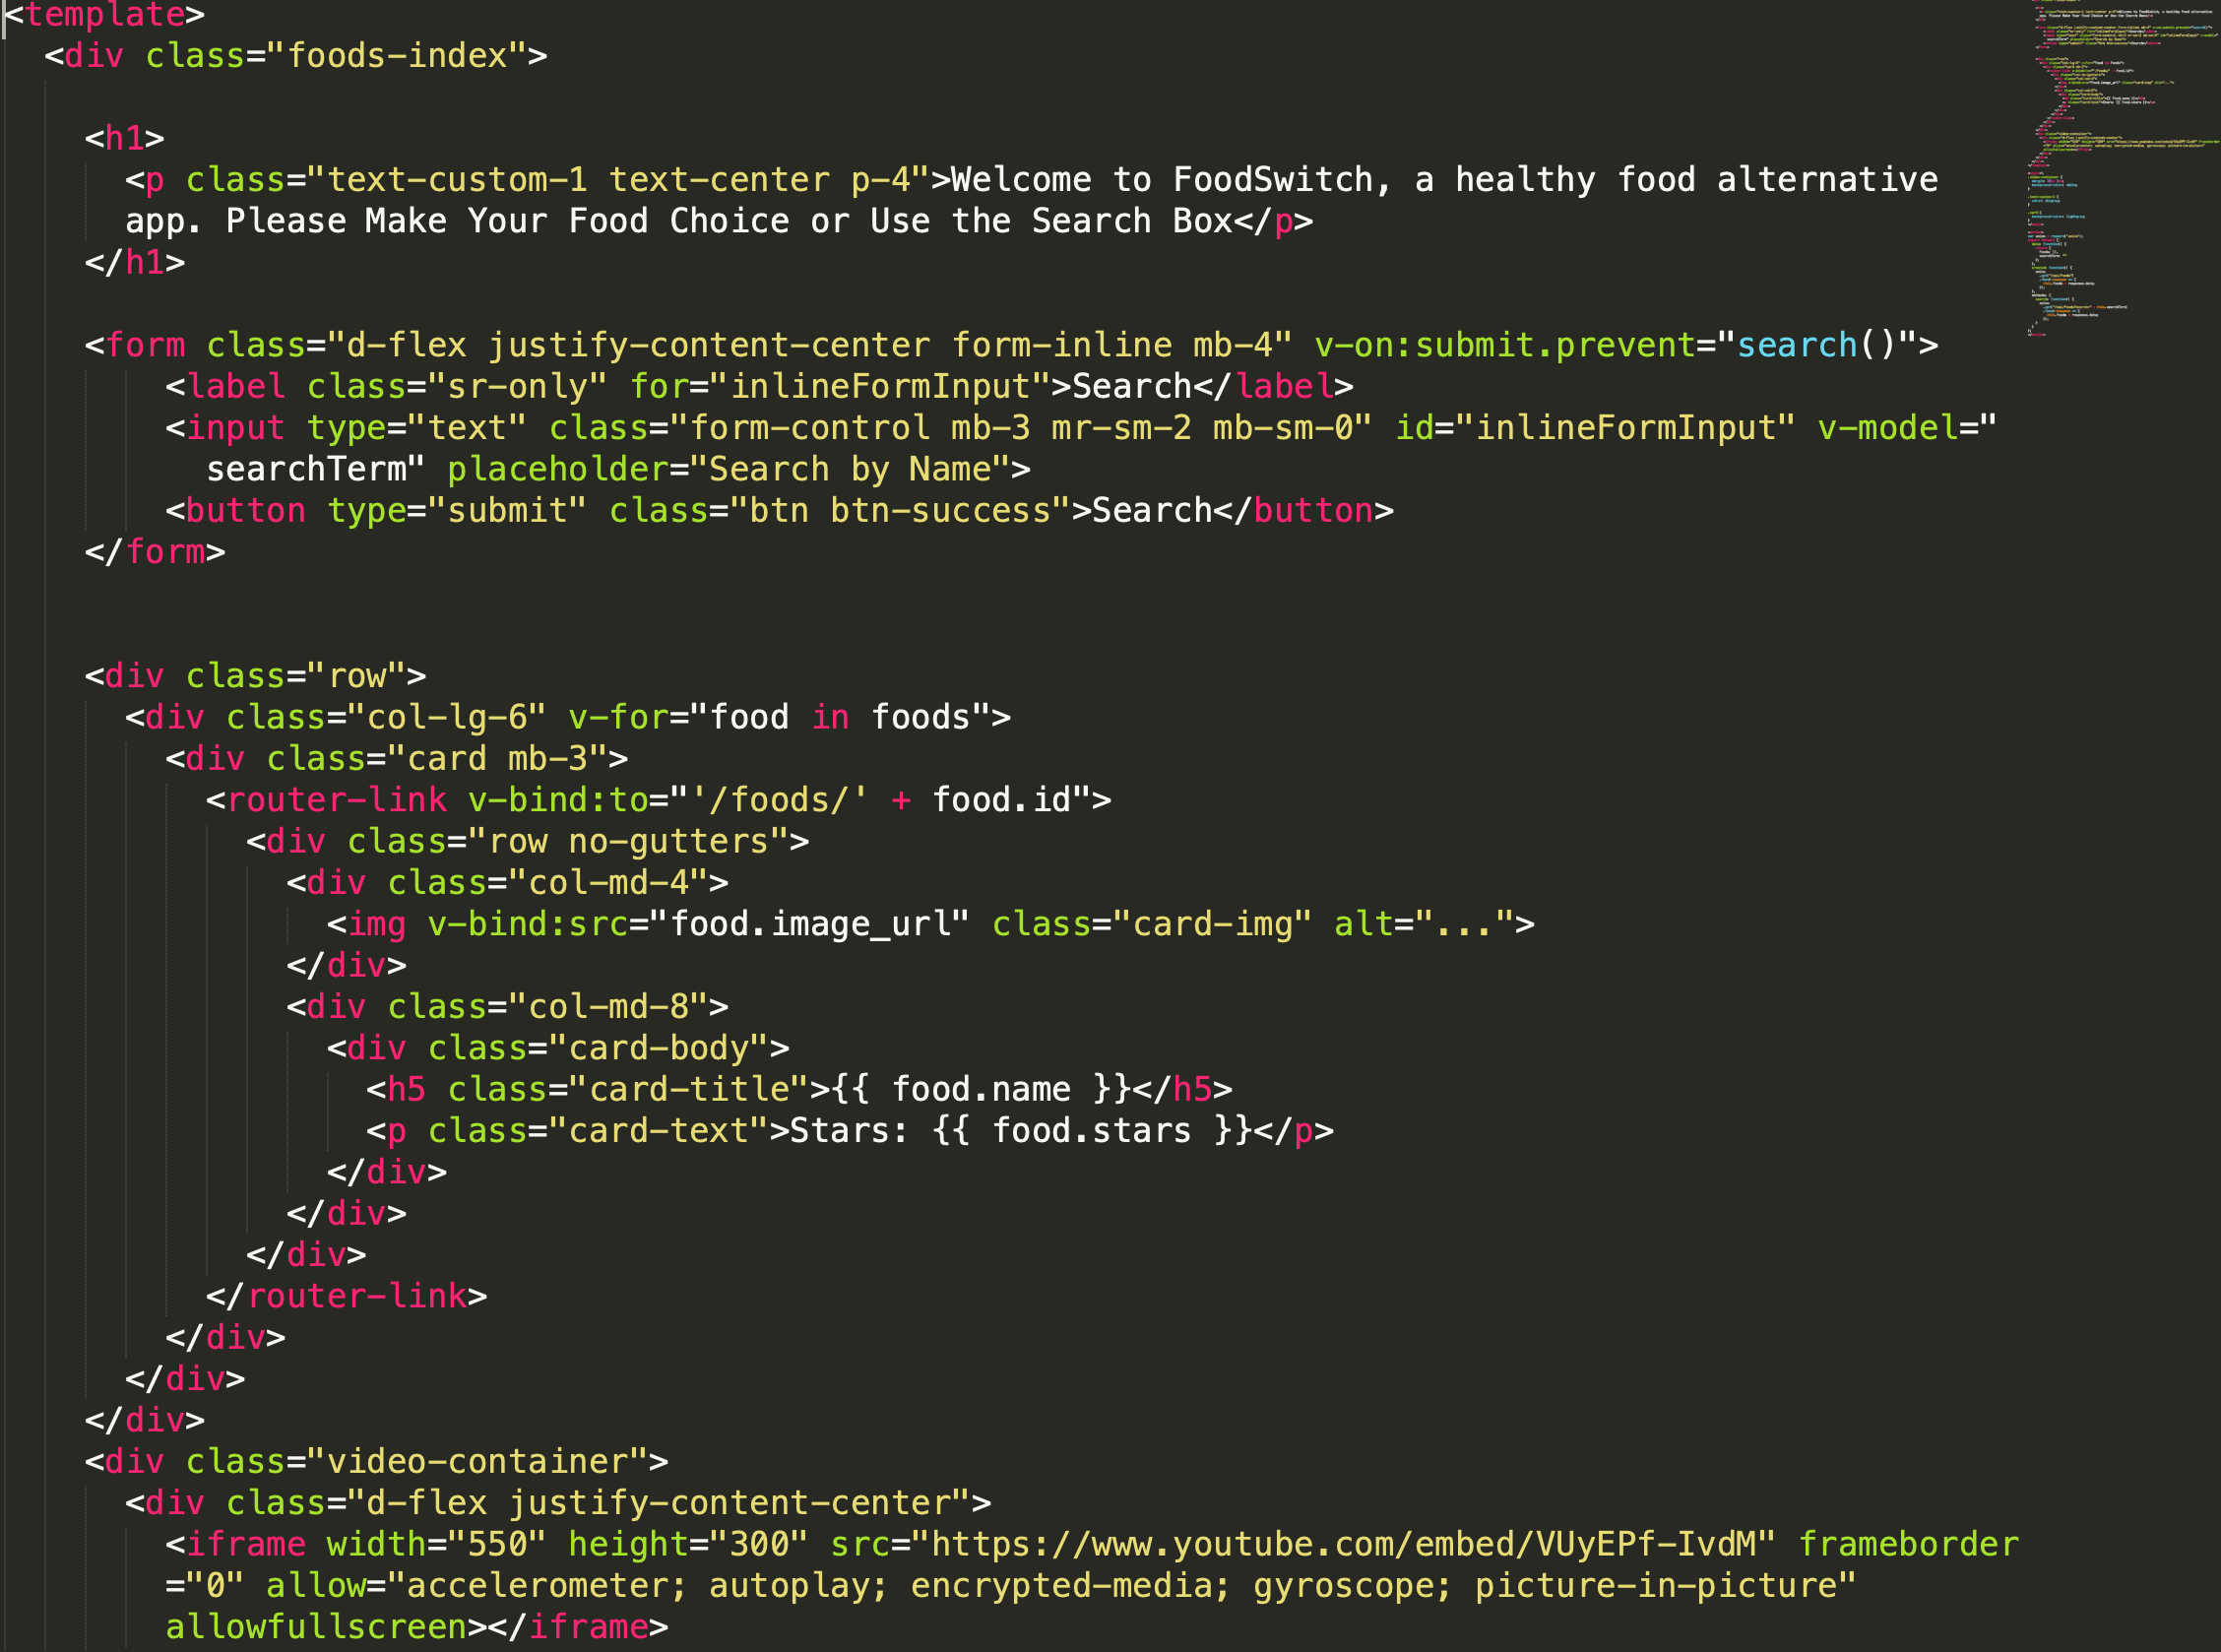 <template>
<div class="foods-index">
<h1>
<p class="text-custom-1 text-center p-4">Welcome to FoodSwitch, a healthy food alternative
app. Please Make Your Food Choice or Use the Search Box</p>
</h1>
<form class="d-flex justify-content-center form-inline mb-4" v-on:submit.prevent="search()">
<label class="sr-only" for="inlineFormInput">Search</label>
<input type="text" class="form-control mb-3 mr-sm-2 mb-sm-0" id="inlineFormInput" v-model="
searchTerm" placeholder="Search by Name">
<button type="submit" class="btn btn-success">Search</button>
</form>
<div class="row">
<div class="col-lg-6" v-for="food in foods">
<div class="card mb-3">
<router-link v-bind:to="'/foods/' + food.id">
<div class="row no-gutters">
<div class="col-md-4">
<img v-bind:src="food.image_url" class="card-img" alt="...">
</div>
<div class="col-md-8">
<div class="card-body">
<h5 class="card-title">{{ food.name }}</h5>
<p class="card-text">Stars: {{ food.stars }}</p>
</div>
</div>
</div>
</router-link>
</div>
</div>
</div>
<div class="video-container">
<div class="d-flex justify-content-center">
<iframe width="550" height="300" src="https://www.youtube.com/embed/VUyEPf-IvdM" frameborder
="0" allow="accelerometer; autoplay; encrypted-media; gyroscope; picture-in-picture"
allowfullscreen></iframe>